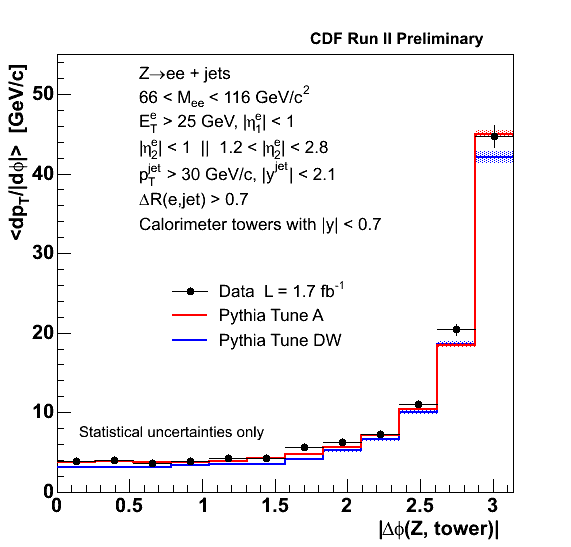 CDF Run II Preliminary
<dp_T/|dϕ|> [GeV/c]
Z→ee + jets
66 < M_ee < 116 GeV/c²
E_T^e > 25 GeV, |η_1^e| < 1
|η_2^e| < 1 || 1.2 < |η_2^e| < 2.8
p_T^jet > 30 GeV/c, |y^jet| < 2.1
ΔR(e,jet) > 0.7
Calorimeter towers with |y| < 0.7
Data L = 1.7 fb⁻¹
Pythia Tune A
Pythia Tune DW
Statistical uncertainties only
50
40
30
20
10
0
0 0.5 1 1.5 2 2.5 3
|Δϕ(Z, tower)|